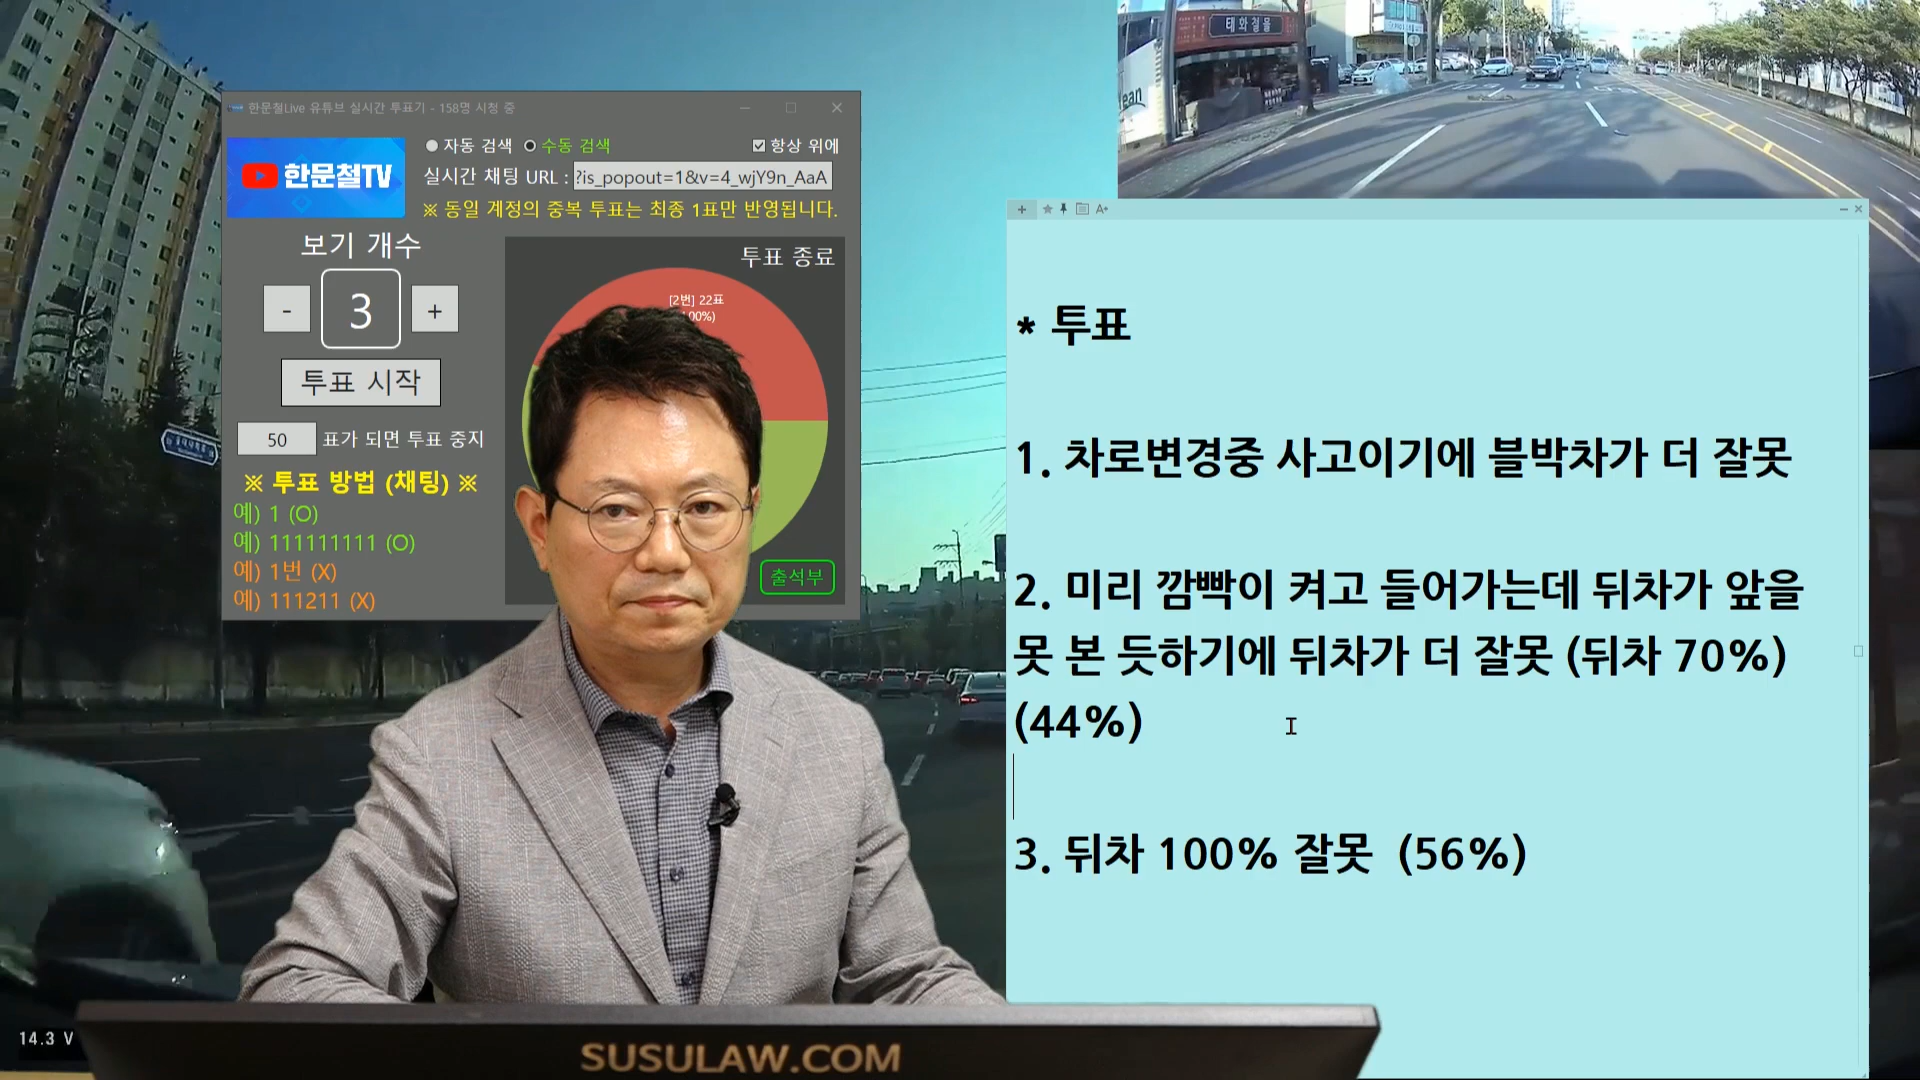 한문철Live 유튜브 실시간 투표기 - 158명 시청 중
한문철TV
자동 검색 수동 검색 항상 위에
실시간 채팅 URL : ?is_popout=1&v=4_wjY9n_AaA
※ 동일 계정의 중복 투표는 최종 1표만 반영됩니다.
보기 개수
- 3 +
투표 시작
50 표가 되면 투표 중지
※ 투표 방법 (채팅) ※
예) 1 (O)
예) 111111111 (O)
예) 1번 (X)
예) 111211 (X)
투표 종료
[2번] 22표
.00%)
출석부
태화철물
* 투표
1. 차로변경중 사고이기에 블박차가 더 잘못
2. 미리 깜빡이 켜고 들어가는데 뒤차가 앞을
못 본 듯하기에 뒤차가 더 잘못 (뒤차 70%)
(44%)
3. 뒤차 100% 잘못 (56%)
14.3 V
SUSULAW.COM